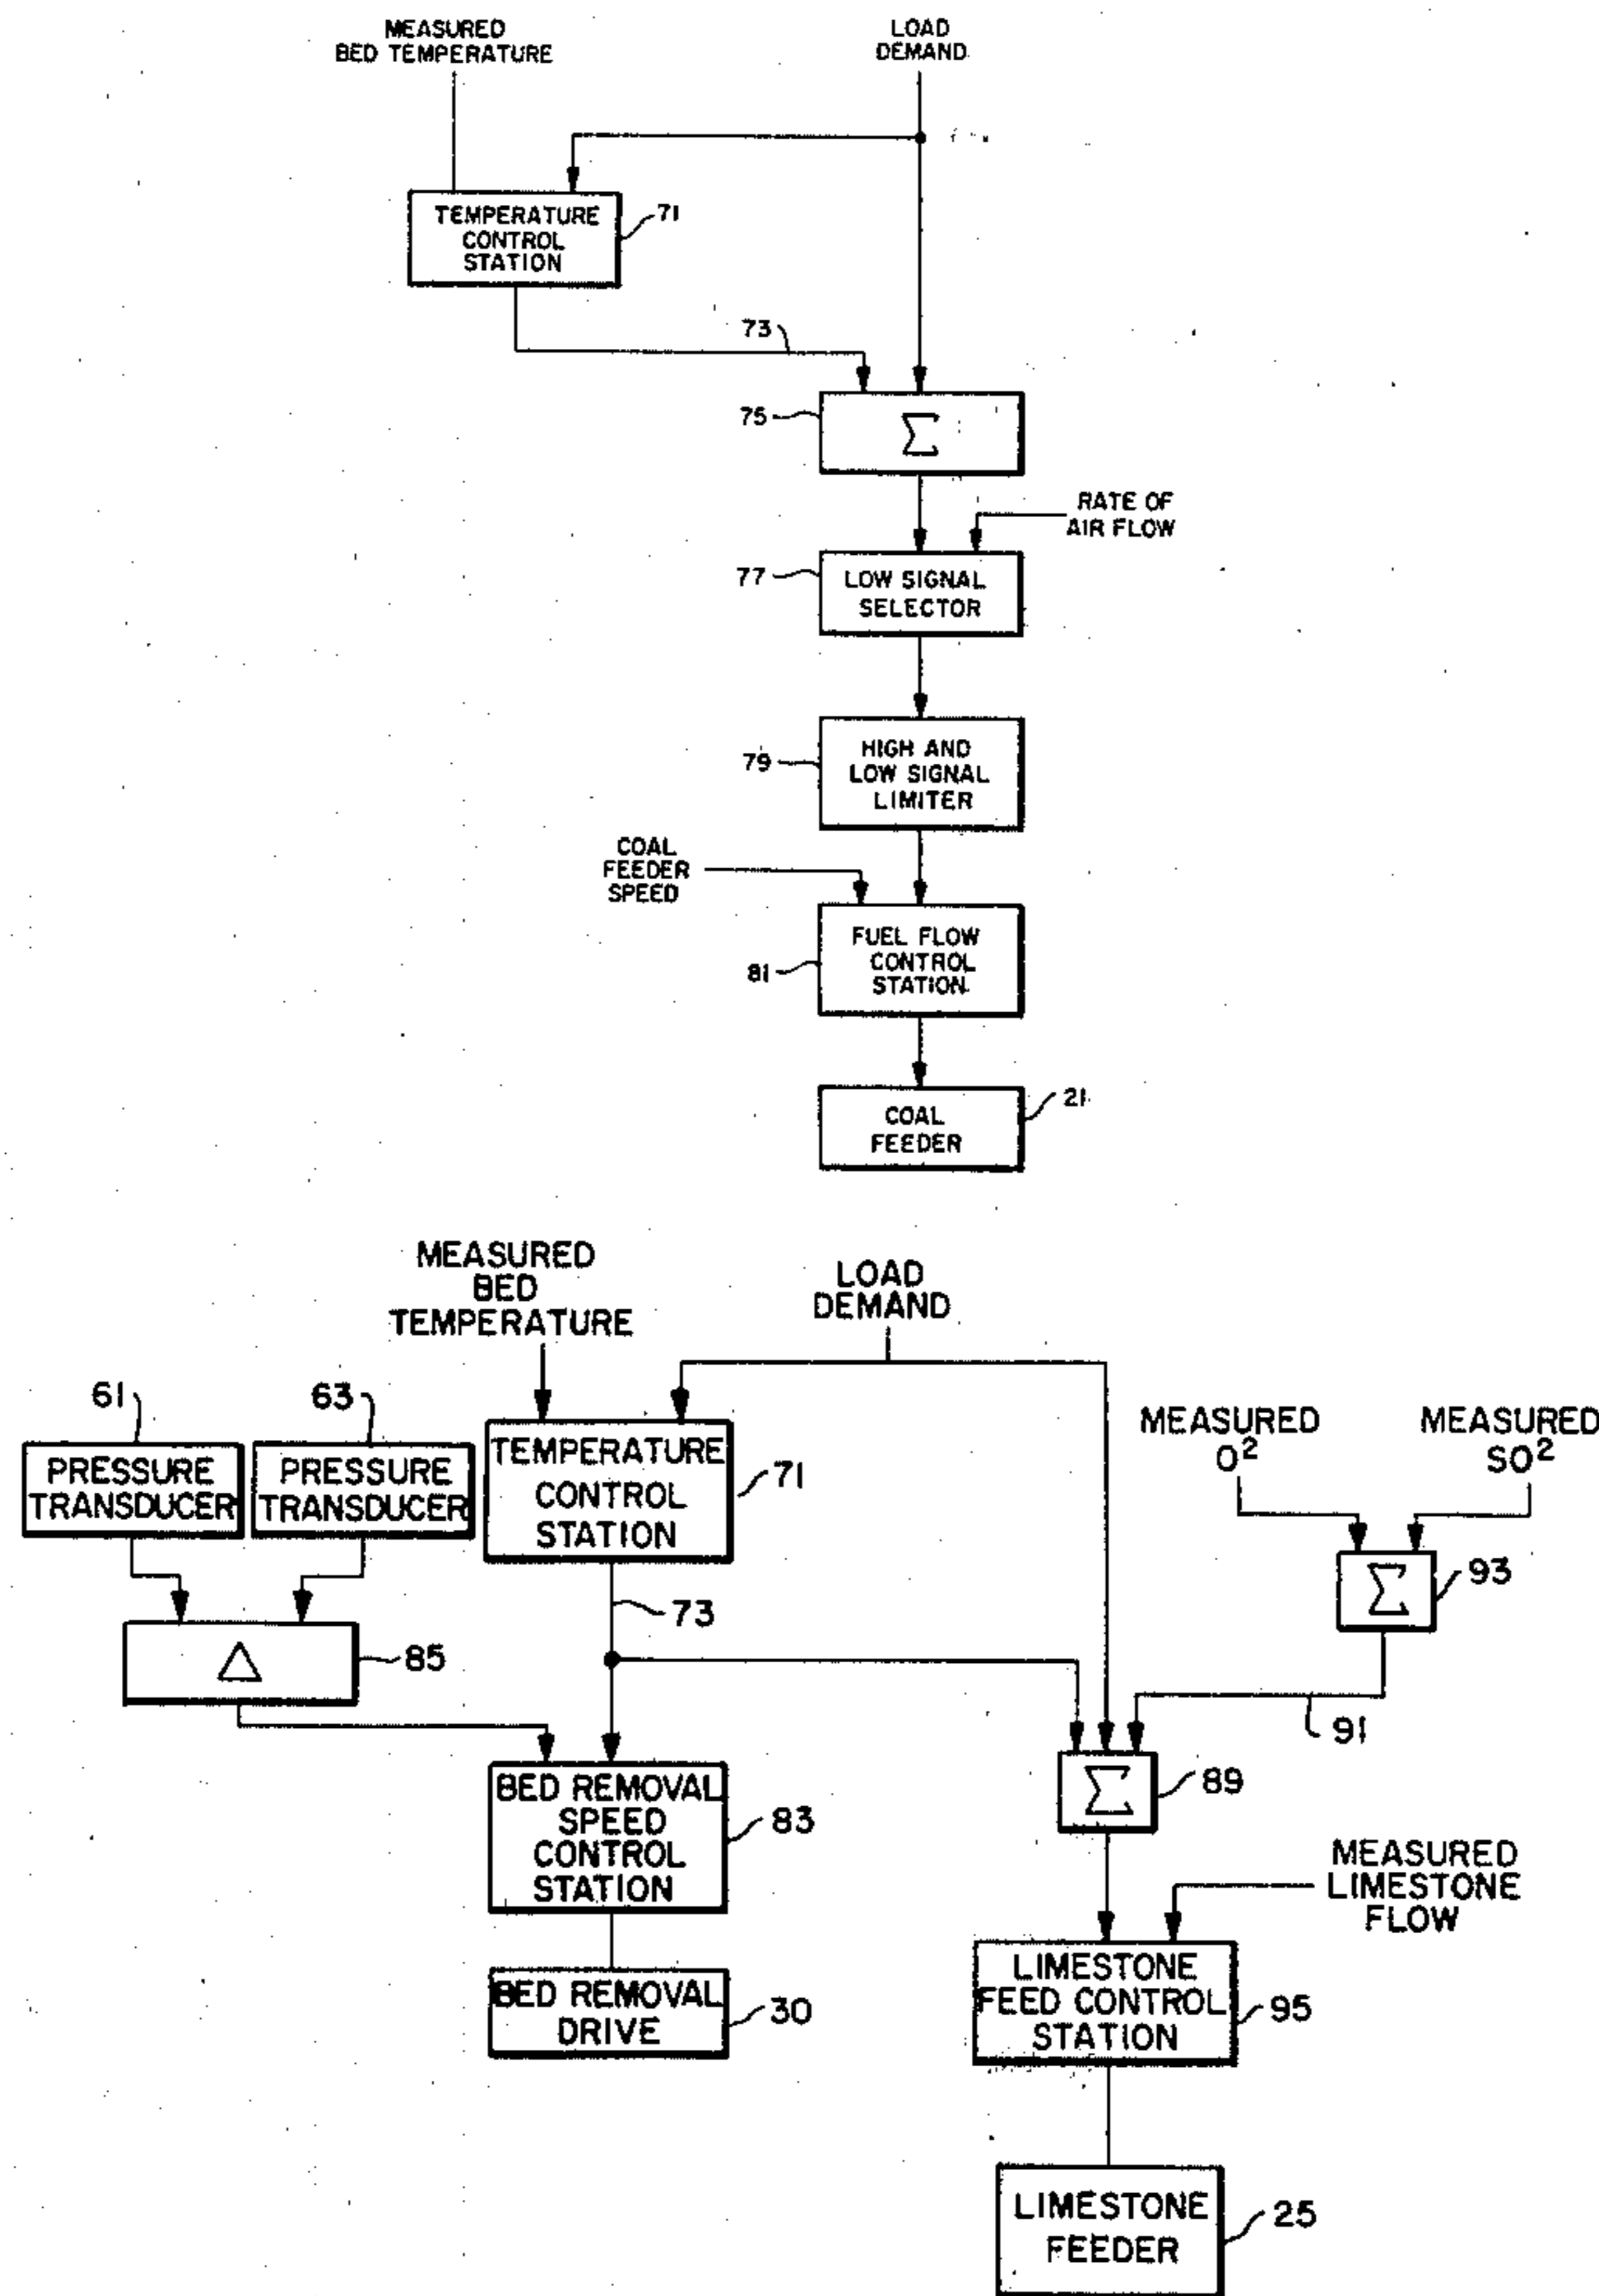 MEASURED
BED TEMPERATURE
LOAD
DEMAND
TEMPERATURE
CONTROL
STATION
71
73
75
Σ
RATE OF
AIR FLOW
77
LOW SIGNAL
SELECTOR
79
HIGH AND
LOW SIGNAL
LIMITER
COAL
FEEDER
SPEED
FUEL FLOW
CONTROL
STATION
81
COAL
FEEDER
21
MEASURED
BED
TEMPERATURE
LOAD
DEMAND
61
63
PRESSURE
TRANSDUCER
PRESSURE
TRANSDUCER
TEMPERATURE
CONTROL
STATION
71
MEASURED
O²
MEASURED
SO²
Σ
93
73
Δ
85
91
BED REMOVAL
SPEED
CONTROL
STATION
83
Σ
89
MEASURED
LIMESTONE
FLOW
BED REMOVAL
DRIVE
30
LIMESTONE
FEED CONTROL
STATION
95
LIMESTONE
FEEDER
25